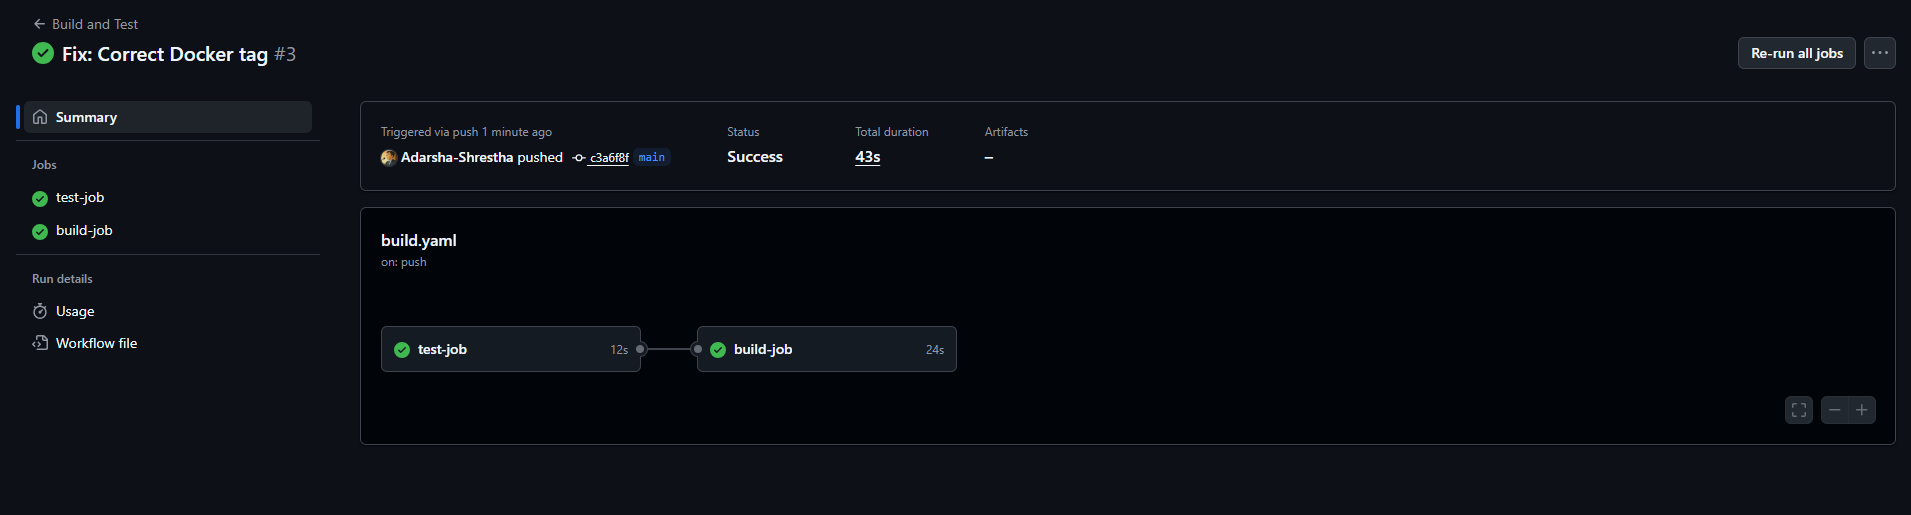 ← Build and Test
Fix: Correct Docker tag #3
Re-run all jobs
Summary
Jobs
test-job
build-job
Run details
Usage
Workflow file
Triggered via push 1 minute ago
Adarsha-Shrestha pushed c3a6f8f main
Status
Success
Total duration
43s
Artifacts
–
build.yaml
on: push
test-job 12s
build-job 24s